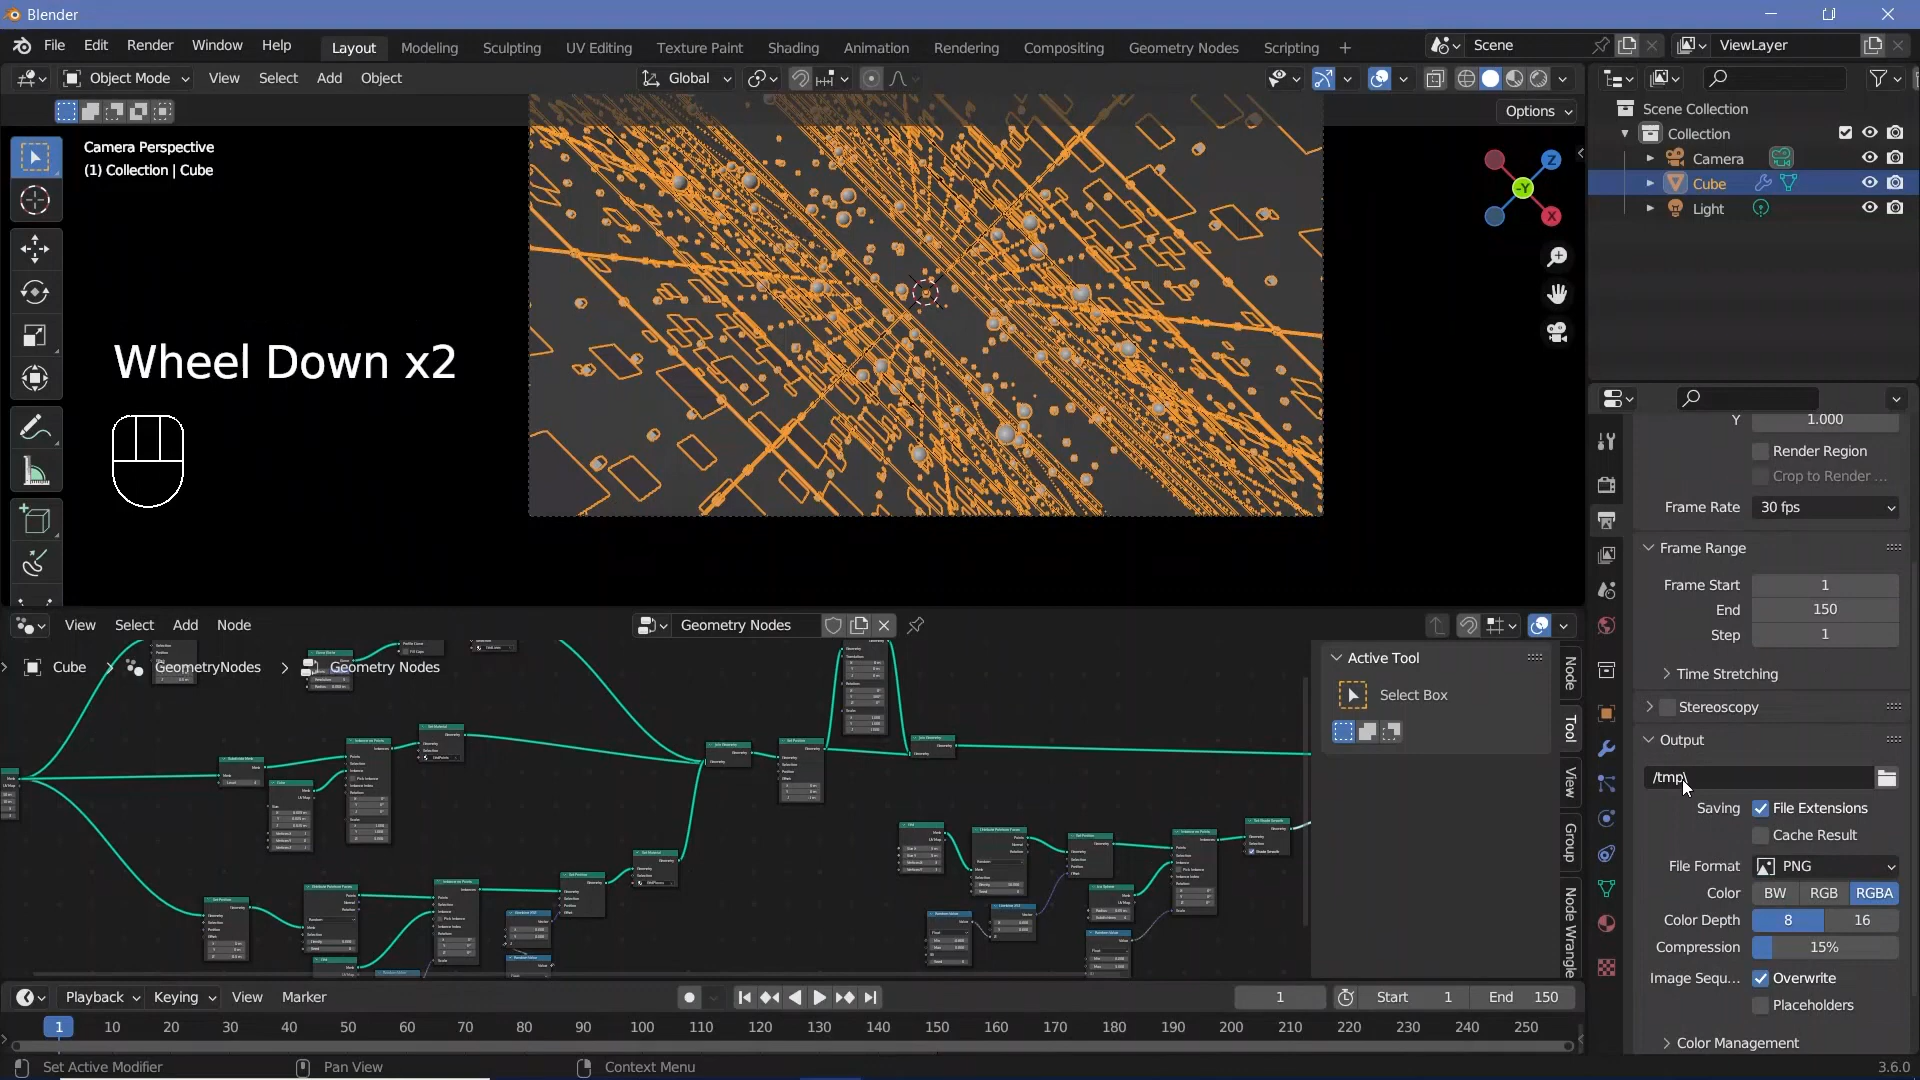 Blender
File Edit Render Window Help
Layout Modeling Sculpting UV Editing Texture Paint Shading Animation Rendering Compositing Geometry Nodes Scripting +
Scene
ViewLayer
Object Mode View Select Add Object
Global
Options
Camera Perspective
(1) Collection | Cube
Wheel Down x2
Z
-Y
X
Scene Collection
Collection
Camera
Cube
Light
Y 1.000
Render Region
Crop to Render ...
Frame Rate 30 fps
Frame Range
Frame Start 1
End 150
Step 1
Time Stretching
Stereoscopy
Output
/tmp\
Saving File Extensions
Cache Result
File Format PNG
Color BW RGB RGBA
Color Depth 8 16
Compression 15%
Image Sequ... Overwrite
Placeholders
Color Management
View Select Add Node
Geometry Nodes
Cube > GeometryNodes > Geometry Nodes
Active Tool
Select Box
Node
Tool
View
Group
Node Wrangle
Playback Keying View Marker
1
Start 1
End 150
1 10 20 30 40 50 60 70 80 90 100 110 120 130 140 150 160 170 180 190 200 210 220 230 240 250
Set Active Modifier
Pan View
Context Menu
3.6.0